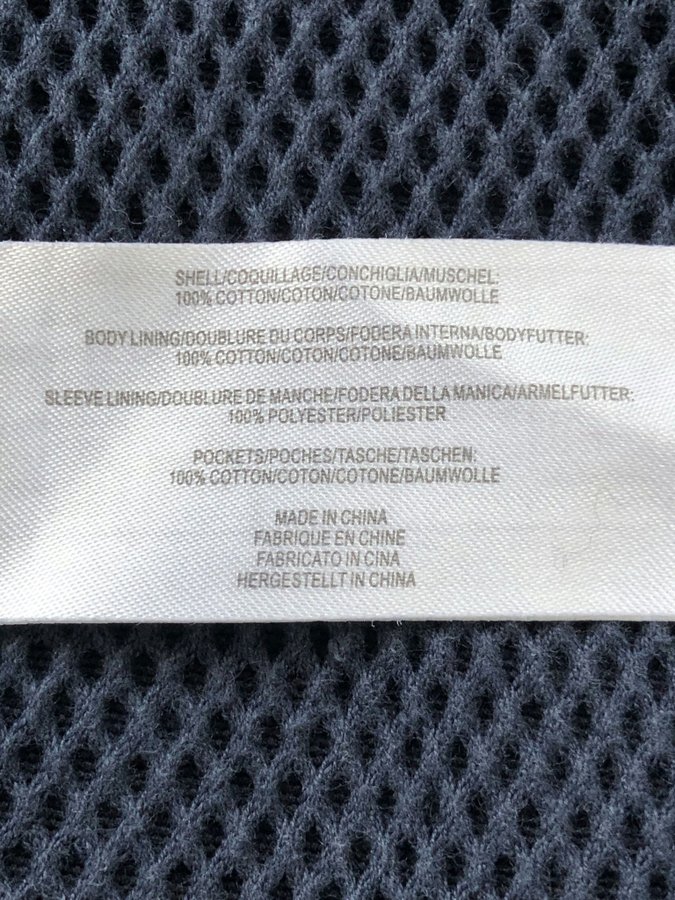 SHELL/COQUILLAGE/CONCHIGLIA/MUSCHEL:
100% COTTON/COTON/COTONE/BAUMWOLLE
BODY LINING/DOUBLURE DU CORPS/FODERA INTERNA/BODYFUTTER:
100% COTTON/COTON/COTONE/BAUMWOLLE
SLEEVE LINING/DOUBLURE DE MANCHE/FODERA DELLA MANICA/ARMELFUTTER:
100% POLYESTER/POLIESTER
POCKETS/POCHES/TASCHE/TASCHEN:
100% COTTON/COTON/COTONE/BAUMWOLLE
MADE IN CHINA
FABRIQUE EN CHINE
FABRICATO IN CINA
HERGESTELLT IN CHINA